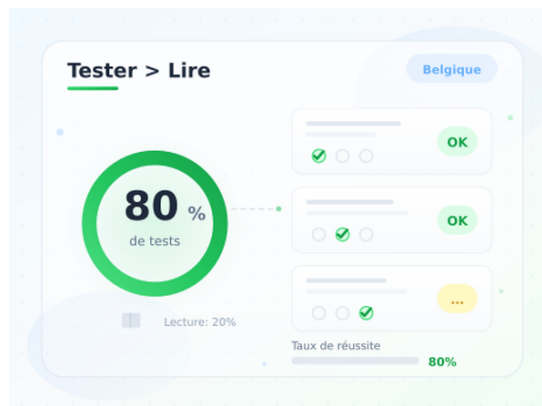 Tester > Lire
Belgique
OK
80 %
de tests
OK
...
Lecture: 20%
Taux de réussite
80%